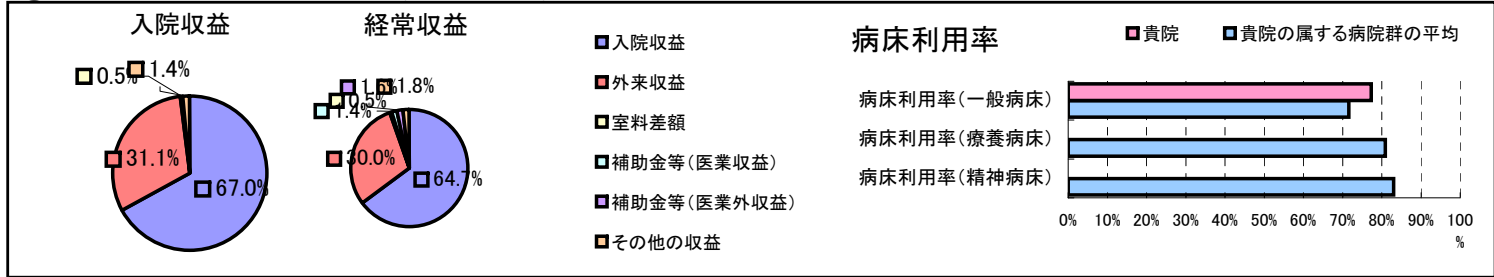 入院収益
0.5%
1.4%
31.1%
67.0%
経常収益
1.6%
1.8%
0.5%
1.4%
30.0%
64.7%
入院収益
外来収益
室料差額
補助金等(医業収益)
補助金等(医業外収益)
その他の収益
病床利用率
貴院
貴院の属する病院群の平均
病床利用率(一般病床)
病床利用率(療養病床)
病床利用率(精神病床)
0% 10% 20% 30% 40% 50% 60% 70% 80% 90% 100
%